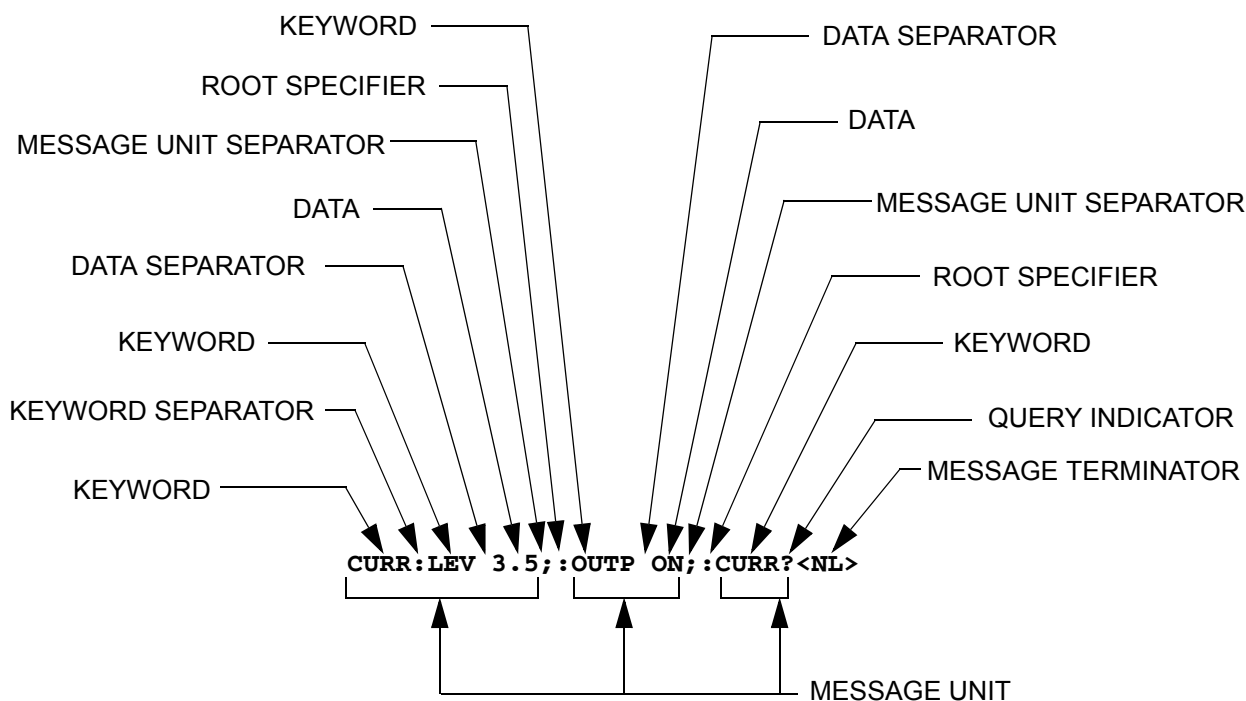 KEYWORD
DATA SEPARATOR
ROOT SPECIFIER
DATA
MESSAGE UNIT SEPARATOR
DATA
MESSAGE UNIT SEPARATOR
DATA SEPARATOR
ROOT SPECIFIER
KEYWORD
KEYWORD
KEYWORD SEPARATOR
QUERY INDICATOR
KEYWORD
MESSAGE TERMINATOR
CURR:LEV 3.5;:OUTP ON;:CURR?<NL>
MESSAGE UNIT